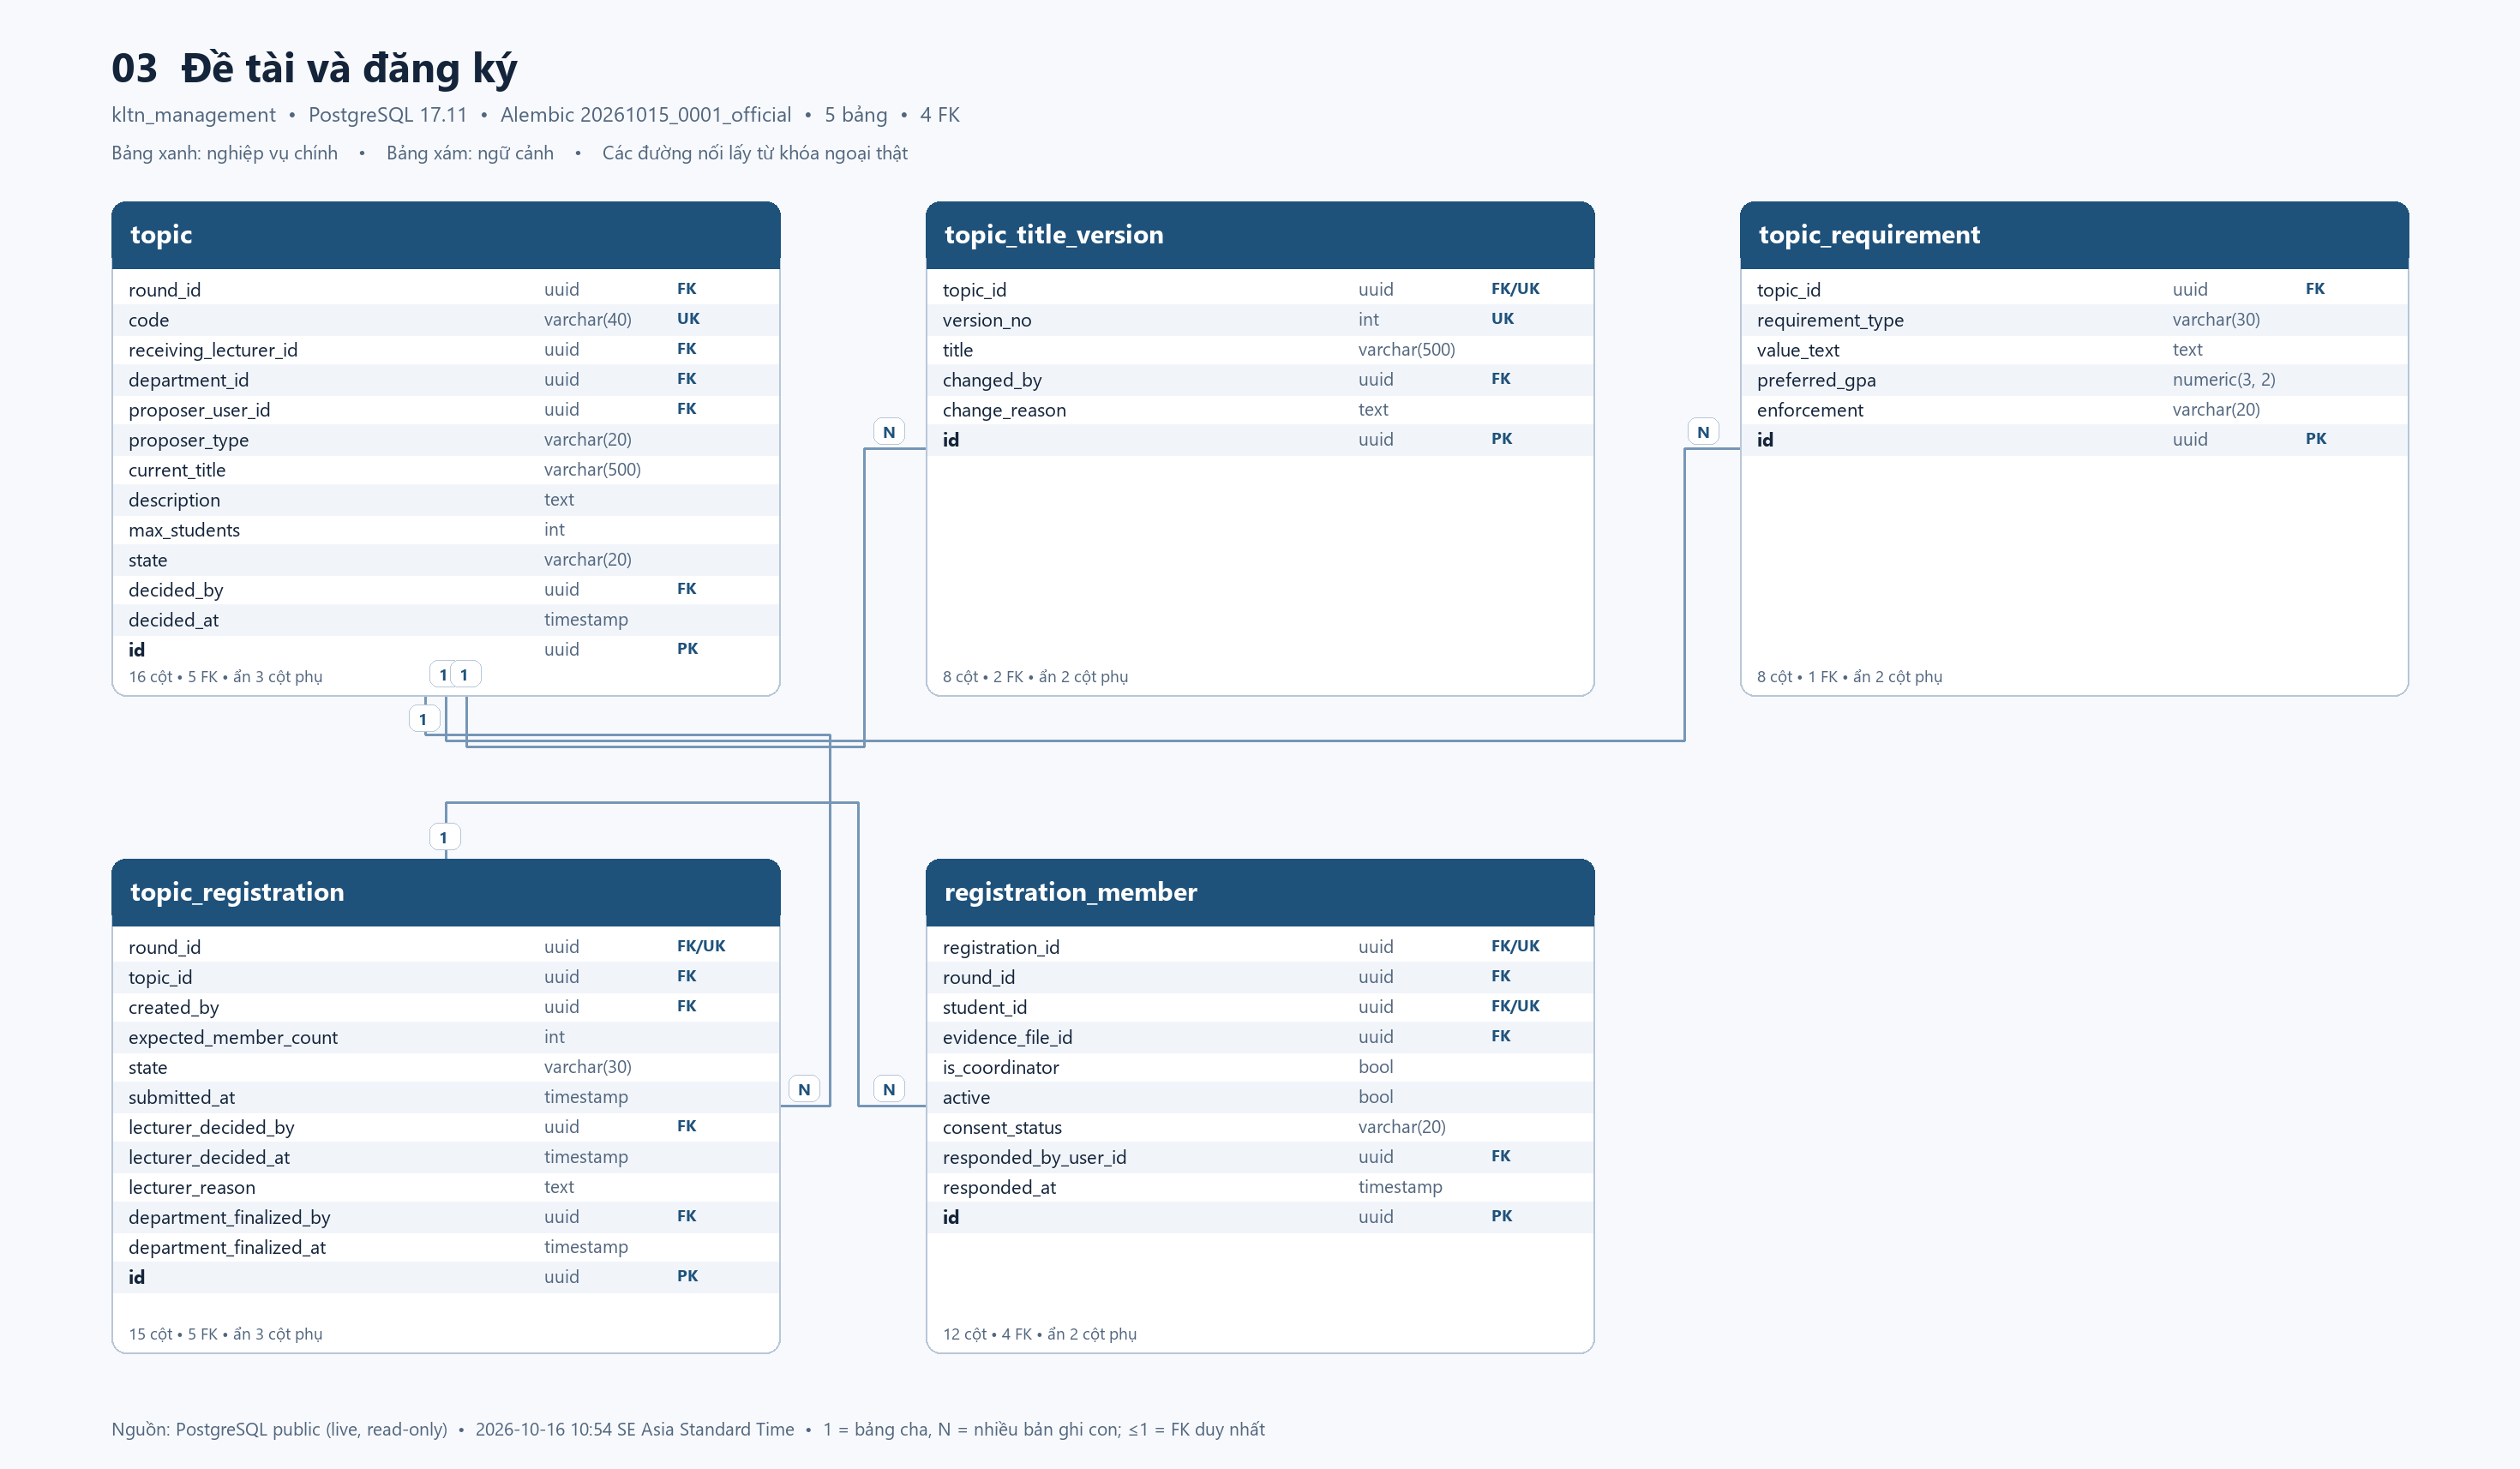 03 Đề tài và đăng ký
kltn_management • PostgreSQL 17.11 • Alembic 20261015_0001_official • 5 bảng • 4 FK
Bảng xanh: nghiệp vụ chính • Bảng xám: ngữ cảnh • Các đường nối lấy từ khóa ngoại thật
topic
round_id uuid FK
code varchar(40) UK
receiving_lecturer_id uuid FK
department_id uuid FK
proposer_user_id uuid FK
proposer_type varchar(20)
current_title varchar(500)
description text
max_students int
state varchar(20)
decided_by uuid FK
decided_at timestamp
id uuid PK
16 cột • 5 FK • ẩn 3 cột phụ
1
1
1
topic_title_version
topic_id uuid FK/UK
version_no int UK
title varchar(500)
changed_by uuid FK
change_reason text
id uuid PK
8 cột • 2 FK • ẩn 2 cột phụ
N
topic_requirement
topic_id uuid FK
requirement_type varchar(30)
value_text text
preferred_gpa numeric(3, 2)
enforcement varchar(20)
id uuid PK
8 cột • 1 FK • ẩn 2 cột phụ
N
1
topic_registration
round_id uuid FK/UK
topic_id uuid FK
created_by uuid FK
expected_member_count int
state varchar(30)
submitted_at timestamp
lecturer_decided_by uuid FK
lecturer_decided_at timestamp
lecturer_reason text
department_finalized_by uuid FK
department_finalized_at timestamp
id uuid PK
15 cột • 5 FK • ẩn 3 cột phụ
N
N
registration_member
registration_id uuid FK/UK
round_id uuid FK
student_id uuid FK/UK
evidence_file_id uuid FK
is_coordinator bool
active bool
consent_status varchar(20)
responded_by_user_id uuid FK
responded_at timestamp
id uuid PK
12 cột • 4 FK • ẩn 2 cột phụ
Nguồn: PostgreSQL public (live, read-only) • 2026-10-16 10:54 SE Asia Standard Time • 1 = bảng cha, N = nhiều bản ghi con; ≤1 = FK duy nhất